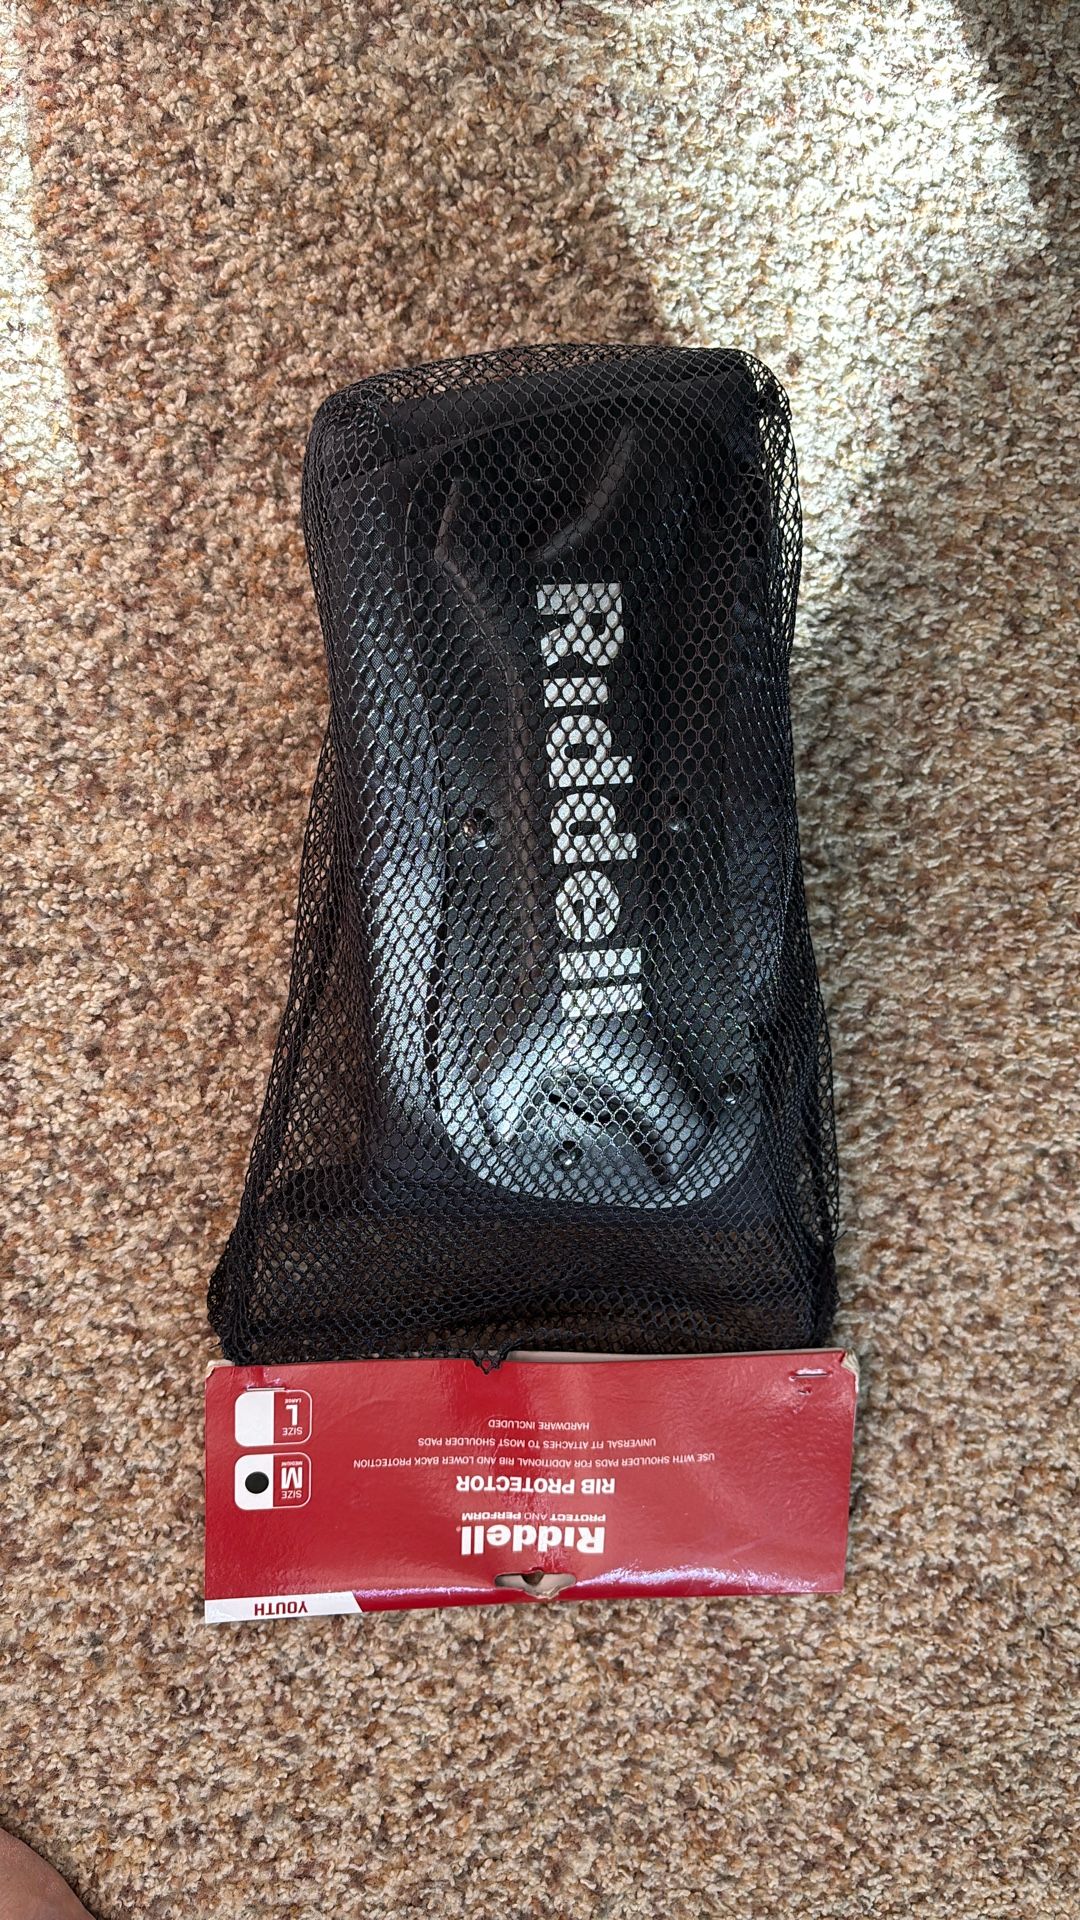 Riddell
YOUTH
Riddell
PROTECT AND PERFORM
RIB PROTECTOR
USE WITH SHOULDER PADS FOR ADDITIONAL RIB AND LOWER BACK PROTECTION
UNIVERSAL FIT ATTACHES TO MOST SHOULDER PADS
HARDWARE INCLUDED
SIZE
M
MEDIUM
SIZE
L
LARGE